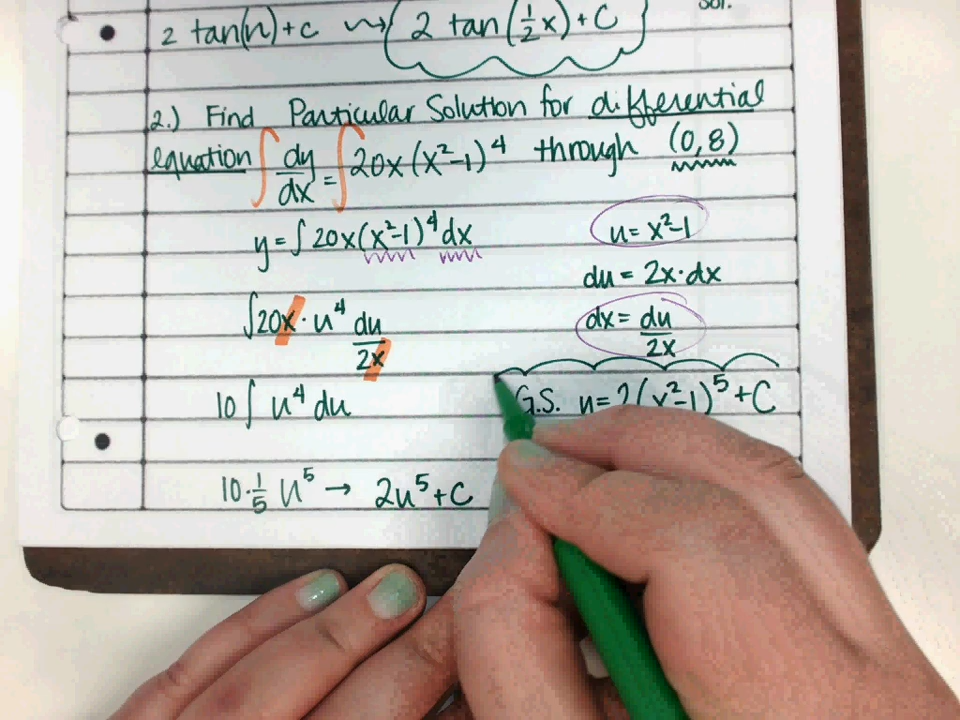 2 tan(u)+c ⇝ 2 tan(½x)+C
2.) Find Particular Solution for differential
equation ∫ dy/dx = ∫ 20x(x²-1)⁴ through (0,8)
y = ∫ 20x(x²-1)⁴ dx
u = x²-1
du = 2x·dx
∫20x · u⁴ du/2x
dx = du/2x
10 ∫ u⁴ du
G.S. y = 2(x²-1)⁵ + C
10·1/5 u⁵ → 2u⁵+C